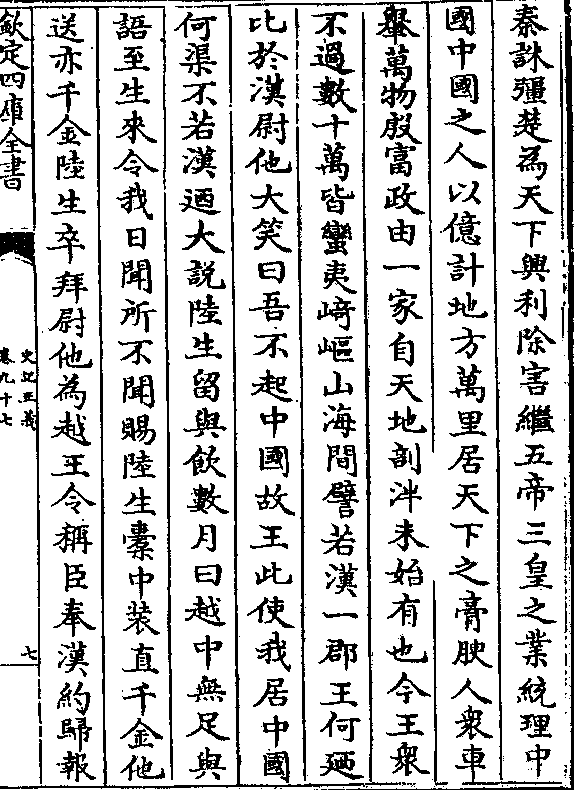 秦誅彊楚為天下興利除害繼五帝三皇之業統理中
國中國之人以億計地方萬里居天下之膏腴人衆車
轝萬物殷富政由一家自天地剖泮未始有也今王衆
不過數十萬皆蠻夷﨑嶇山海間譬若漢一郡王何廼
比於漢尉他大笑曰吾不起中國故王此使我居中國
何渠不若漢迺大説陸生留與飲數月曰越中無足與
語至生來令我日聞所不聞賜陸生橐中装直千金他
送亦千金陸生卒拜尉他為越王令稱臣奉漢約歸報
欽定四庫全書
史記正義
卷九十七
七